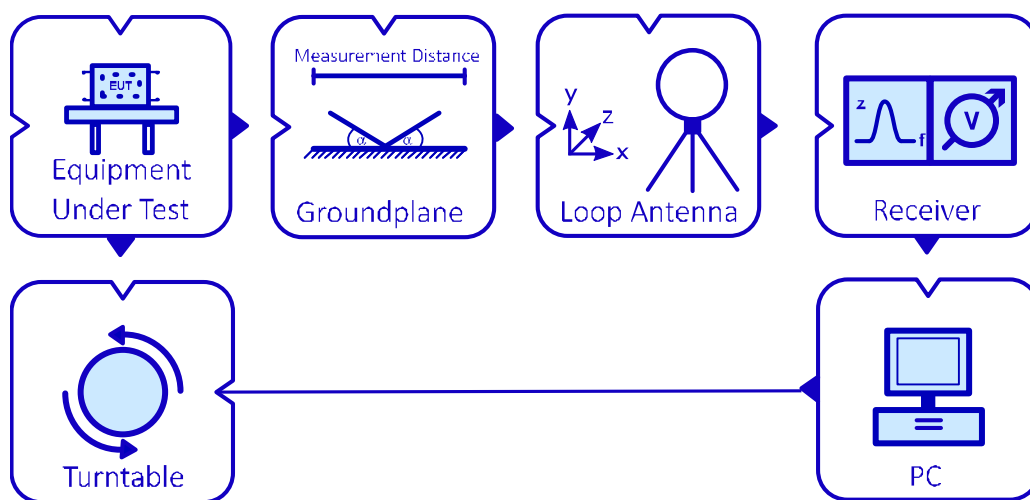 EUT
Equipment
Under Test
Measurement Distance
α α
Groundplane
y
z
x
Loop Antenna
z
f
V
Receiver
Turntable
PC